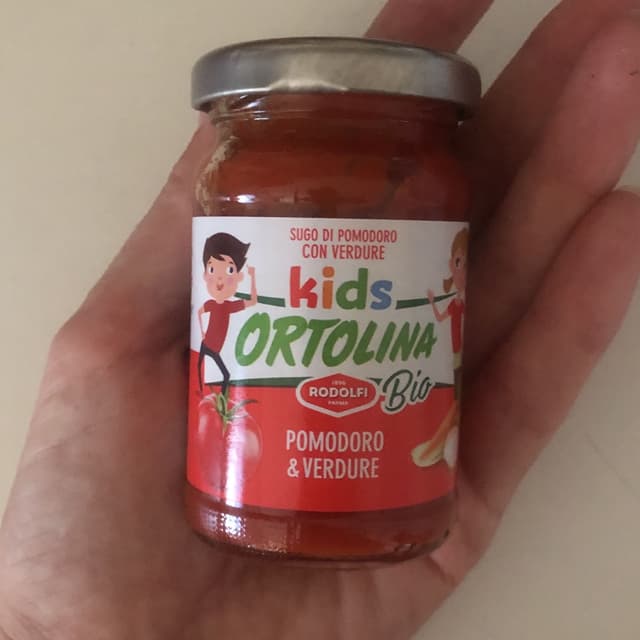 SUGO DI POMODORO
CON VERDURE
kids
ORTOLINA
RODOLFI
Bio
POMODORO
& VERDURE